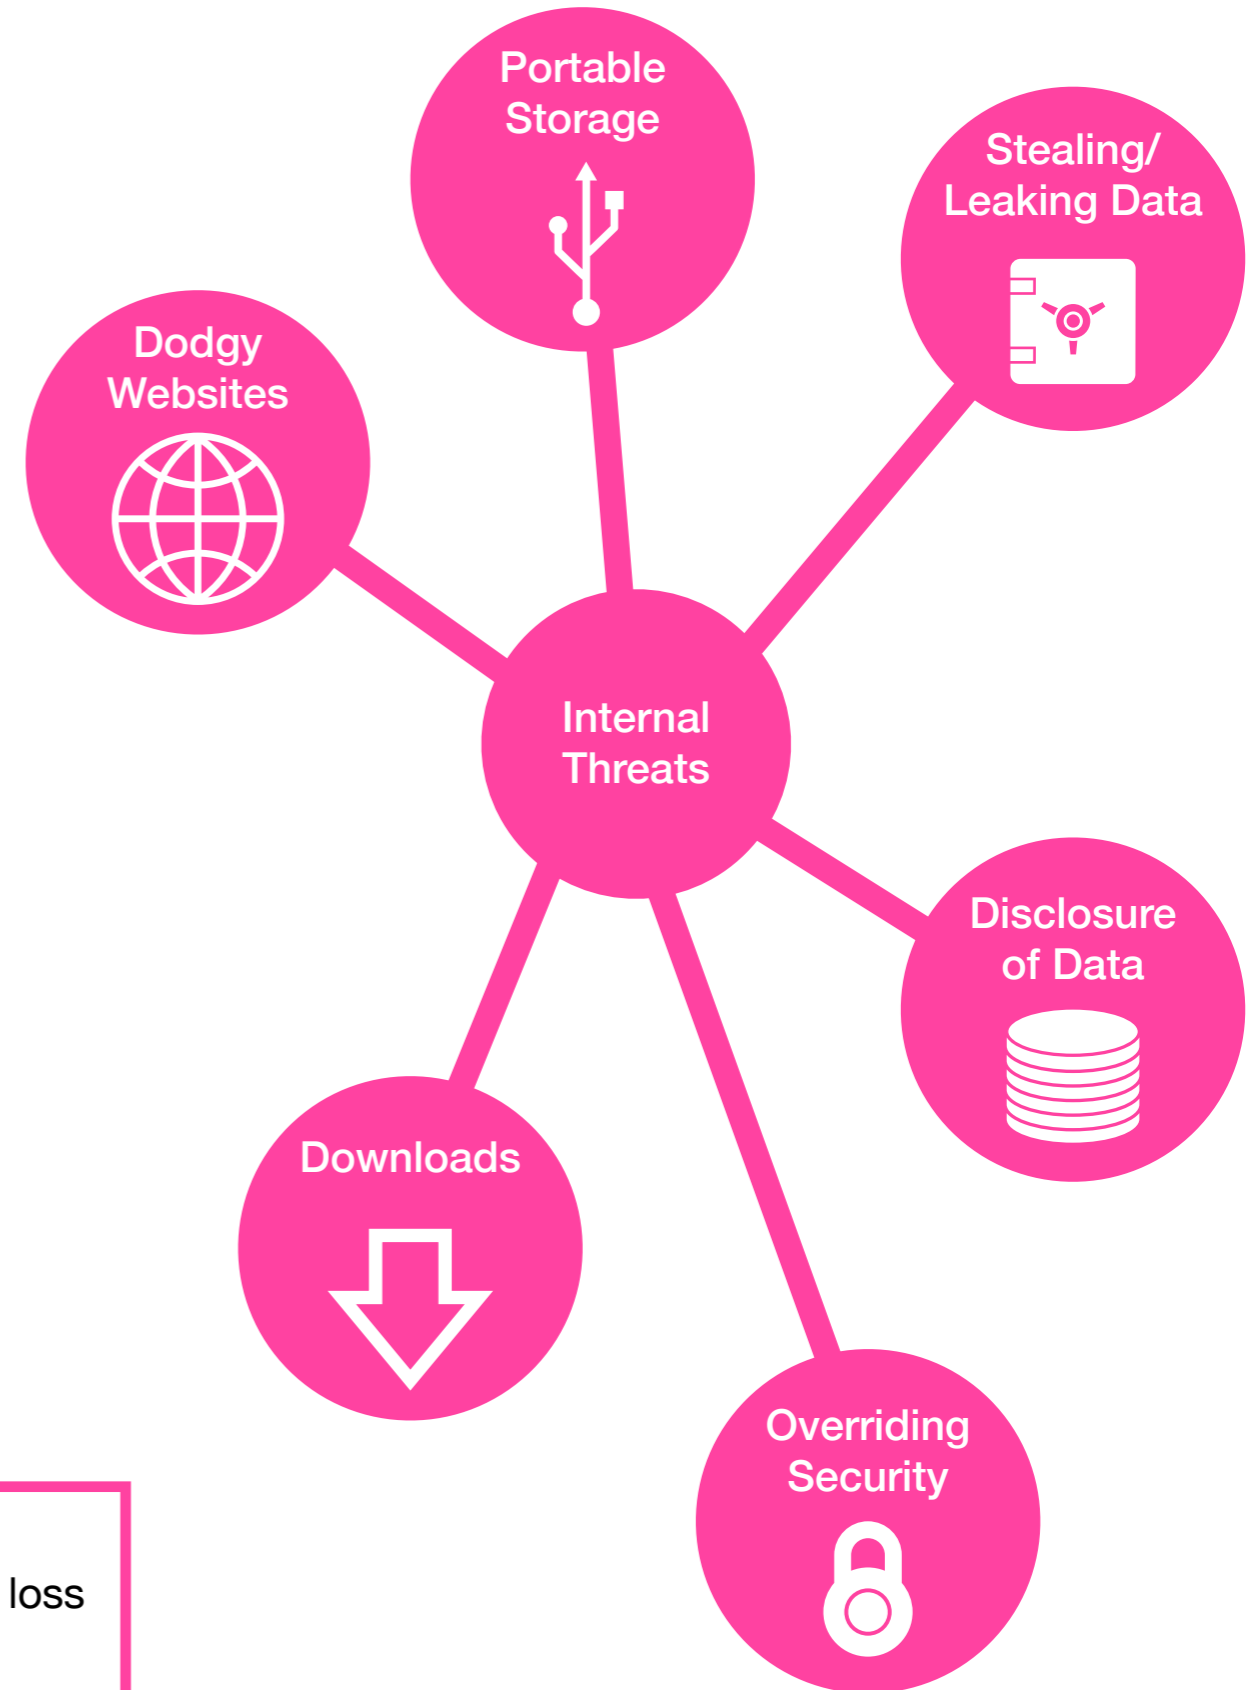 Portable
Storage
Stealing/
Leaking Data
Dodgy
Websites
Internal
Threats
Disclosure
of Data
Downloads
Overriding
Security
loss